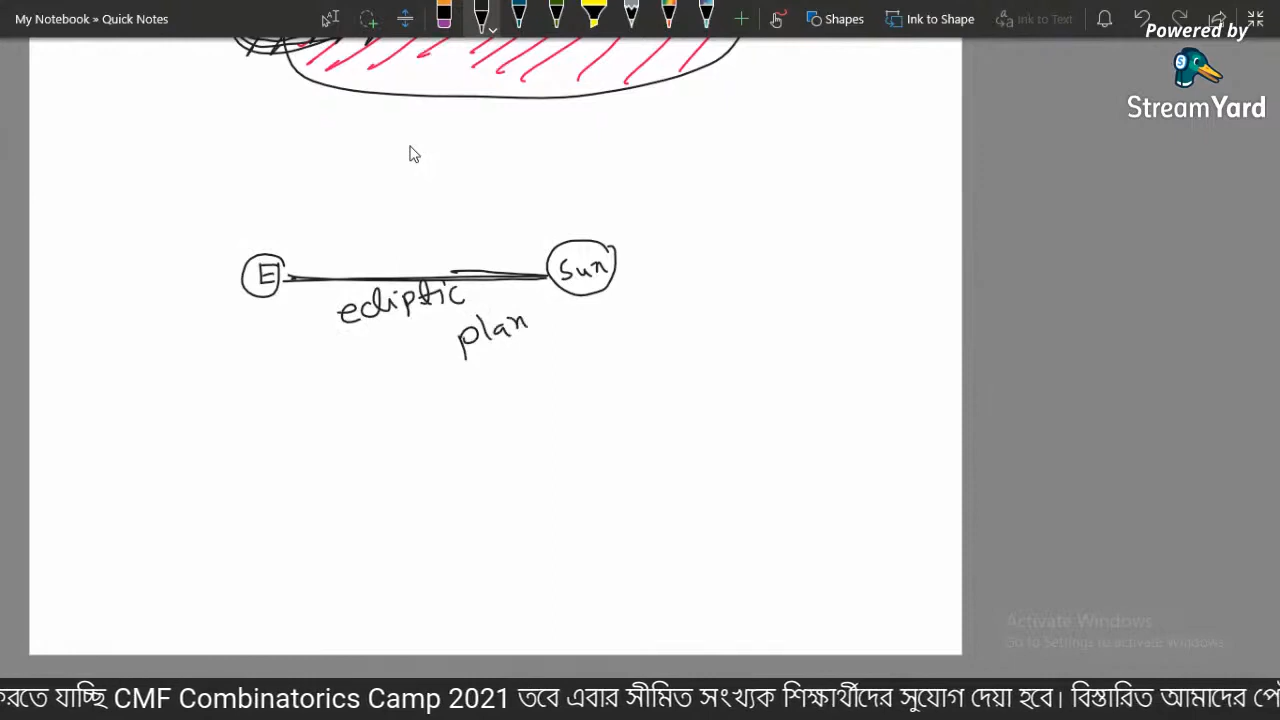 My Notebook » Quick Notes
Shapes
Ink to Shape
Ink to Text
Powered by
StreamYard
E
Sun
ecliptic
plan
Activate Windows
Go to Settings to activate Windows.
করতে যাচ্ছি CMF Combinatorics Camp 2021 তবে এবার সীমিত সংখ্যক শিক্ষার্থীদের সুযোগ দেয়া হবে। বিস্তারিত আমাদের পে